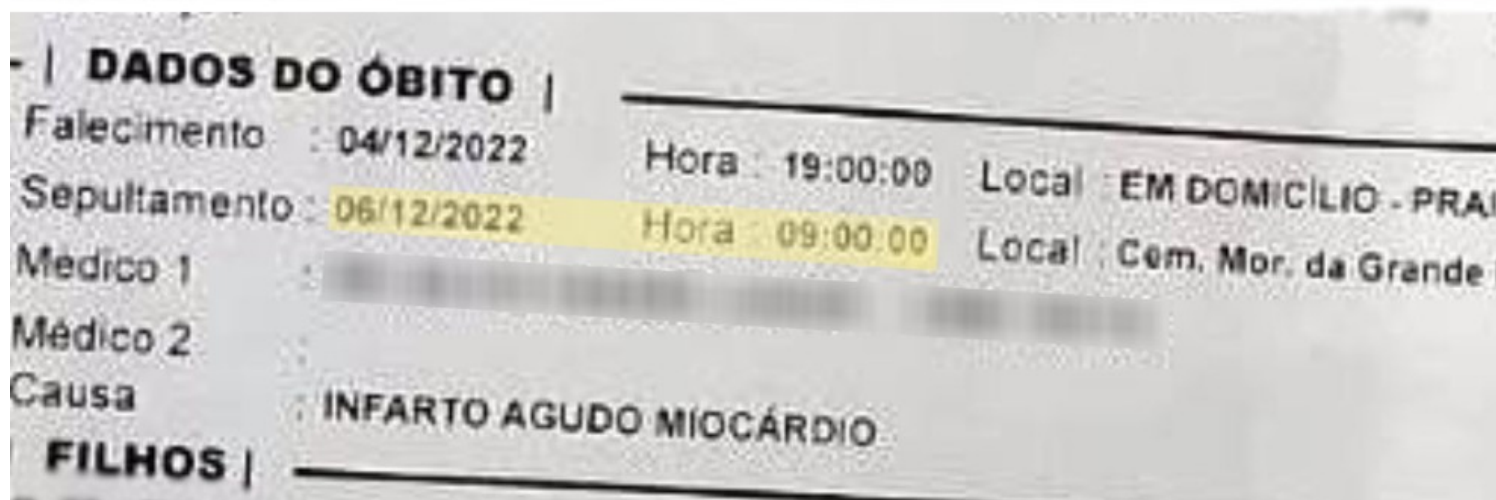 - | DADOS DO ÓBITO |
Falecimento : 04/12/2022 Hora : 19:00:00 Local : EM DOMICÍLIO - PRAI
Sepultamento : 06/12/2022 Hora : 09:00:00 Local : Cem. Mor. da Grande
Médico 1 :
Médico 2 :
Causa : INFARTO AGUDO MIOCÁRDIO
FILHOS |